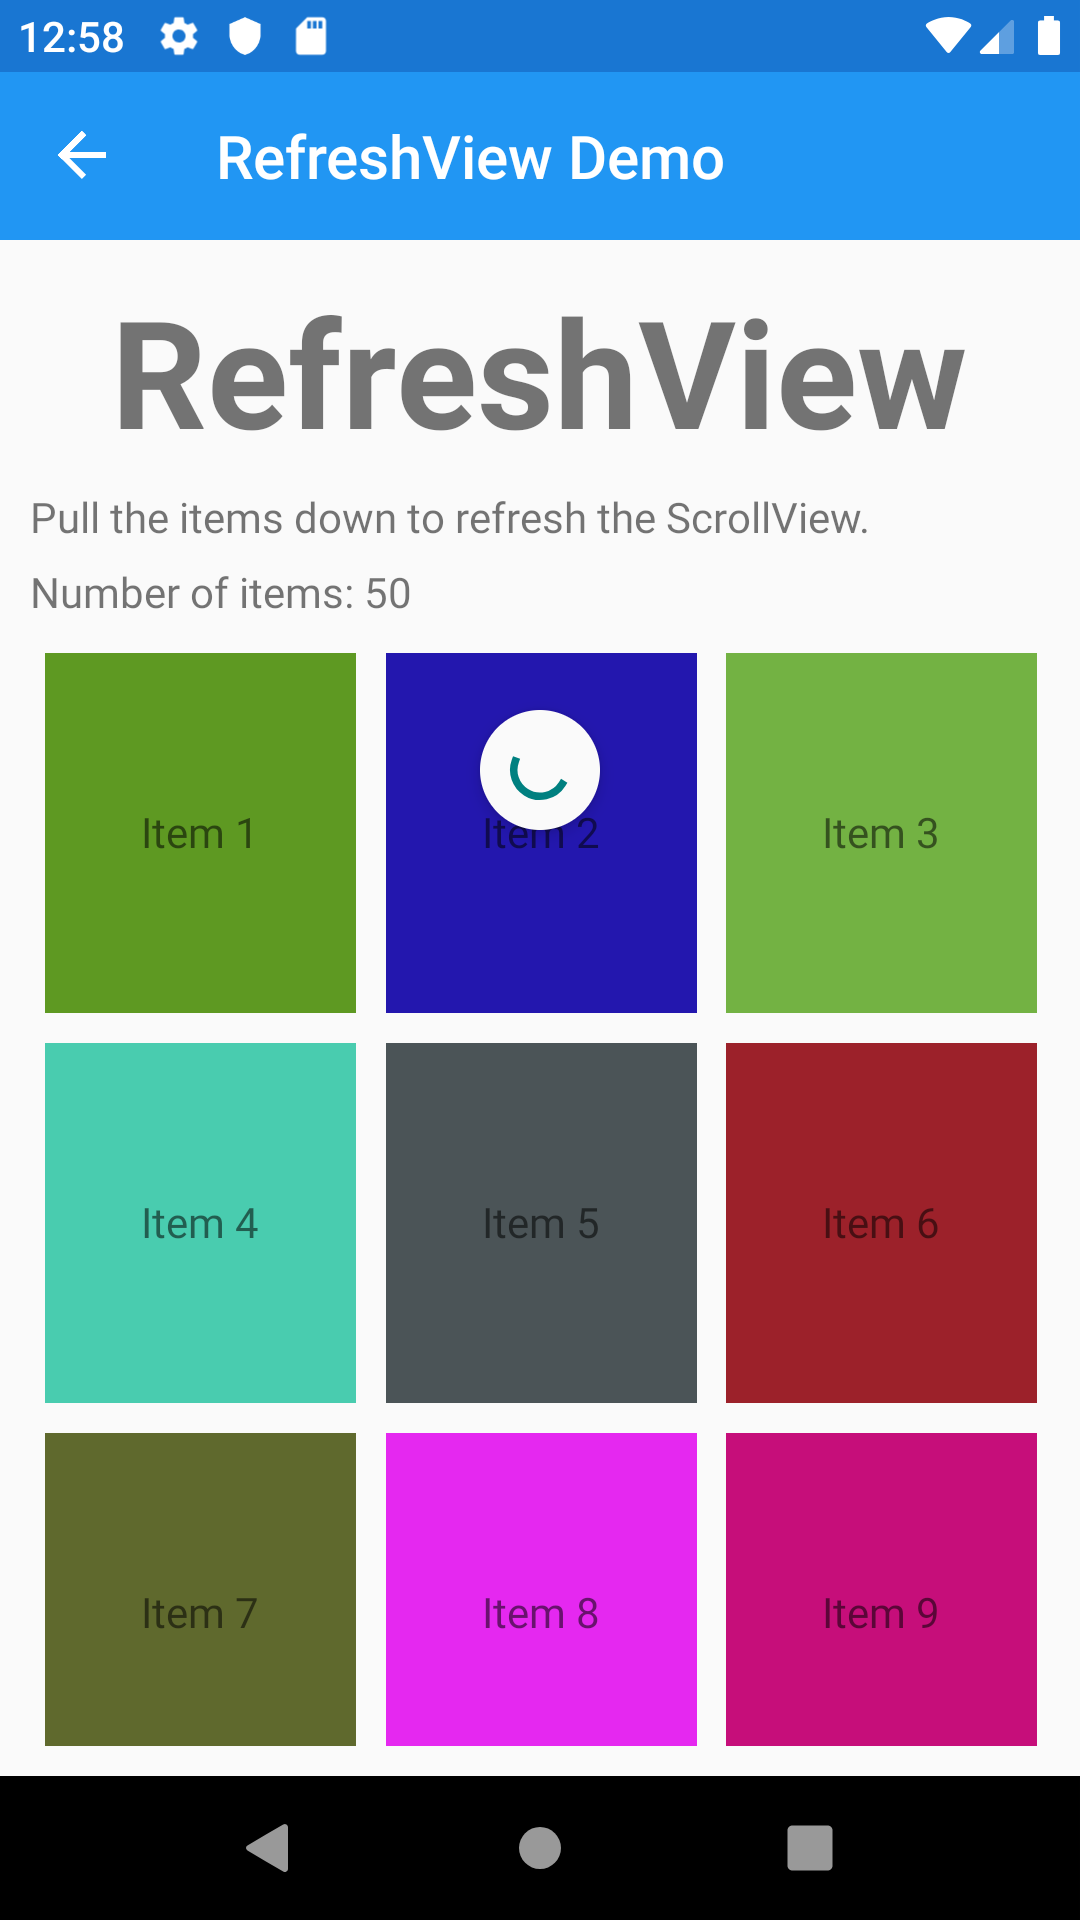 12:58
RefreshView Demo
RefreshView
Pull the items down to refresh the ScrollView.
Number of items: 50
Item 1
Item 2
Item 3
Item 4
Item 5
Item 6
Item 7
Item 8
Item 9